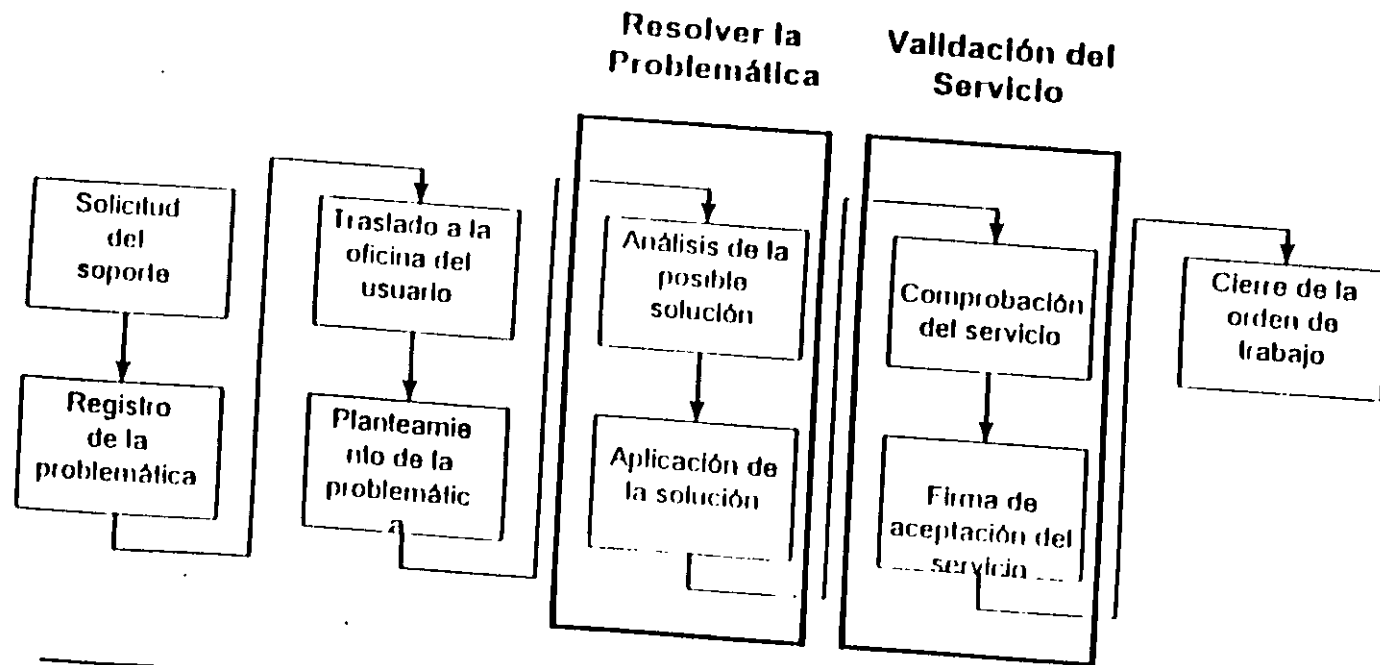 Resolver la
Problemática
Validación del
Servicio
Solicitud
del
soporte
Registro
de la
problemática
Traslado a la
oficina del
usuario
Planteamie
nto de la
problemátic
a
Análisis de la
posible
solución
Aplicación de
la solución
Comprobación
del servicio
Firma de
aceptación del
servicio
Cierre de la
orden de
trabajo